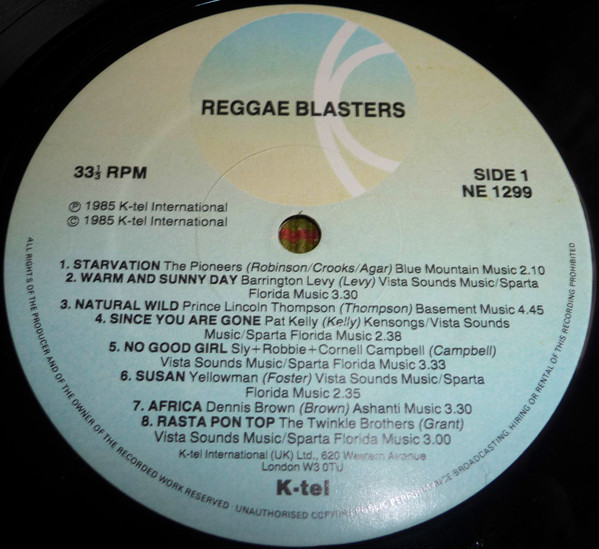 REGGAE BLASTERS
33⅓ RPM
SIDE 1
NE 1299
℗ 1985 K-tel International
© 1985 K-tel International
1. STARVATION The Pioneers (Robinson/Crooks/Agar) Blue Mountain Music 2.10
2. WARM AND SUNNY DAY Barrington Levy (Levy) Vista Sounds Music/Sparta
Florida Music 3.30
3. NATURAL WILD Prince Lincoln Thompson (Thompson) Basement Music 4.45
4. SINCE YOU ARE GONE Pat Kelly (Kelly) Kensongs/Vista Sounds
Music/Sparta Florida Music 2.38
5. NO GOOD GIRL Sly+Robbie+Cornell Campbell (Campbell)
Vista Sounds Music/Sparta Florida Music 3.33
6. SUSAN Yellowman (Foster) Vista Sounds Music/Sparta
Florida Music 2.35
7. AFRICA Dennis Brown (Brown) Ashanti Music 3.30
8. RASTA PON TOP The Twinkle Brothers (Grant)
Vista Sounds Music/Sparta Florida Music 3.00
K-tel International (UK) Ltd., 620 Western Avenue
London W3 0TU
K-tel
ALL RIGHTS OF THE PRODUCER AND OF THE OWNER OF THE RECORDED WORK RESERVED · UNAUTHORISED COPYING PUBLIC PERFORMANCE BROADCASTING, HIRING OR RENTAL OF THIS RECORDING PROHIBITED